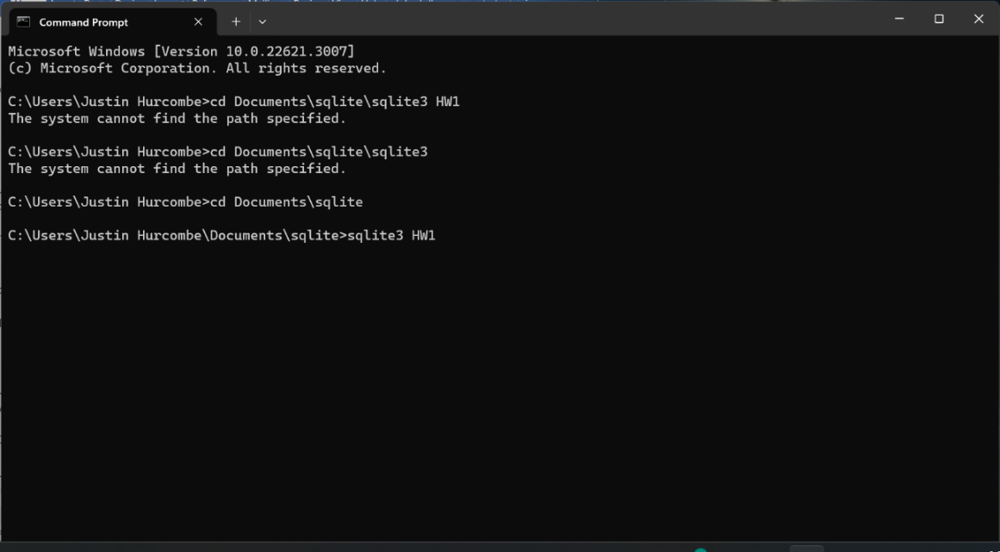 Command Prompt
Microsoft Windows [Version 10.0.22621.3007]
(c) Microsoft Corporation. All rights reserved.
C:\Users\Justin Hurcombe>cd Documents\sqlite\sqlite3 HW1
The system cannot find the path specified.
C:\Users\Justin Hurcombe>cd Documents\sqlite\sqlite3
The system cannot find the path specified.
C:\Users\Justin Hurcombe>cd Documents\sqlite
C:\Users\Justin Hurcombe\Documents\sqlite>sqlite3 HW1